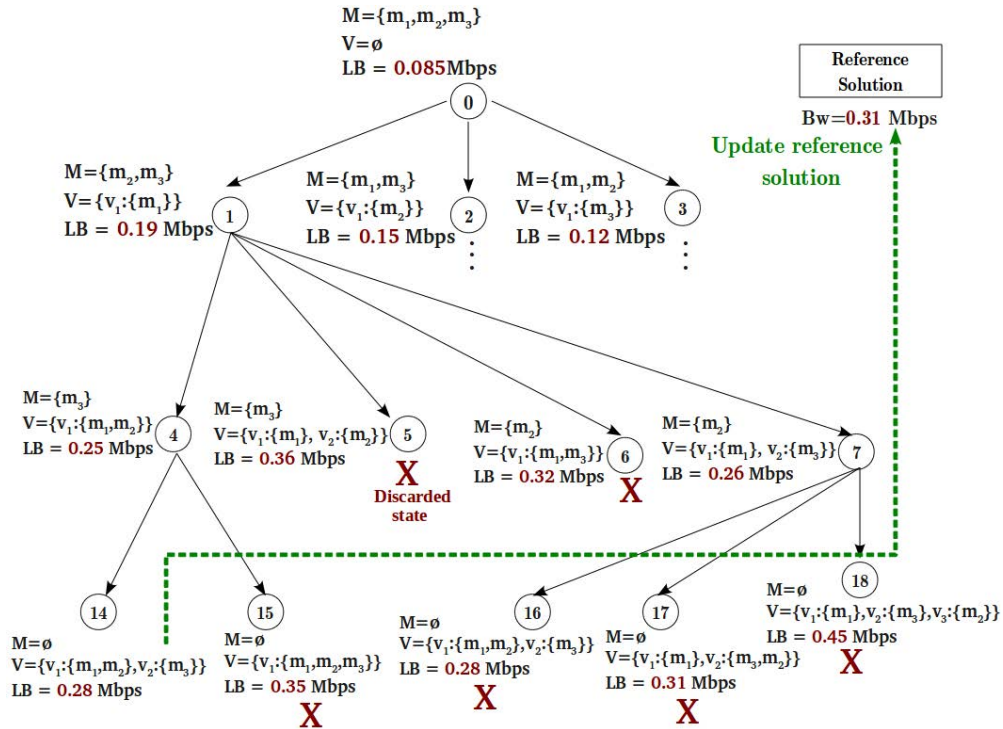 M={m₁,m₂,m₃}
V=ø
LB = 0.085Mbps
0
Reference
Solution
Bw=0.31 Mbps
Update reference
solution
M={m₂,m₃}
V={v₁:{m₁}}
LB = 0.19 Mbps
1
M={m₁,m₃}
V={v₁:{m₂}}
LB = 0.15 Mbps
2
M={m₁,m₂}
V={v₁:{m₃}}
LB = 0.12 Mbps
3
M={m₃}
V={v₁:{m₁,m₂}}
LB = 0.25 Mbps
4
M={m₃}
V={v₁:{m₁}, v₂:{m₂}}
LB = 0.36 Mbps
5
X
Discarded
state
M={m₂}
V={v₁:{m₁,m₃}}
LB = 0.32 Mbps
6
X
M={m₂}
V={v₁:{m₁}, v₂:{m₃}}
LB = 0.26 Mbps
7
14
M=ø
V={v₁:{m₁,m₂},v₂:{m₃}}
LB = 0.28 Mbps
15
M=ø
V={v₁:{m₁,m₂,m₃}}
LB = 0.35 Mbps
X
16
M=ø
V={v₁:{m₁,m₂},v₂:{m₃}}
LB = 0.28 Mbps
X
17
M=ø
V={v₁:{m₁},v₂:{m₃,m₂}}
LB = 0.31 Mbps
X
18
M=ø
V={v₁:{m₁},v₂:{m₃},v₃:{m₂}}
LB = 0.45 Mbps
X